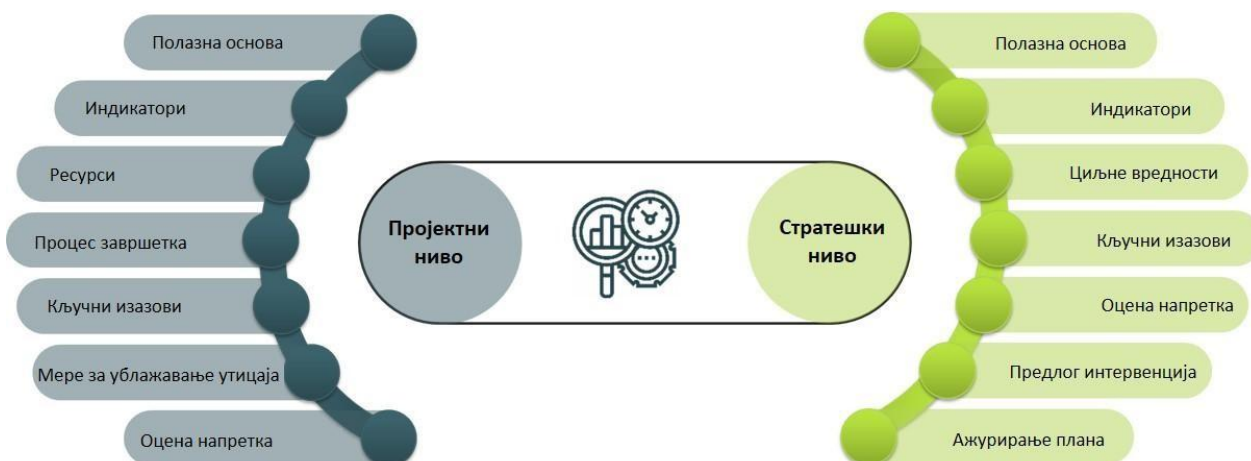 Полазна основа
Индикатори
Ресурси
Процес завршетка
Кључни изазови
Мере за ублажавање утицаја
Оцена напретка
Пројектни
ниво
Стратешки
ниво
Полазна основа
Индикатори
Циљне вредности
Кључни изазови
Оцена напретка
Предлог интервенција
Ажурирање плана